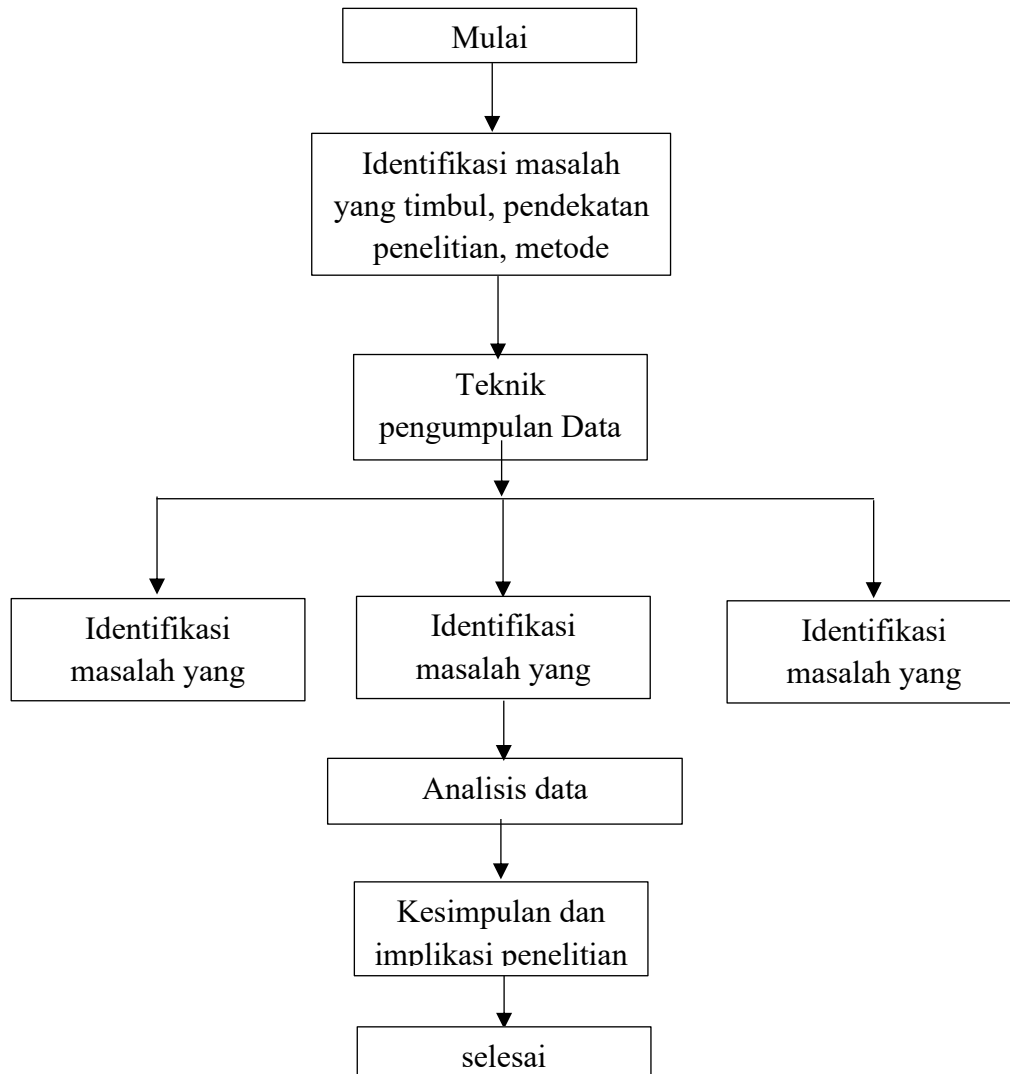 Mulai
Identifikasi masalah
yang timbul, pendekatan
penelitian, metode
Teknik
pengumpulan Data
Identifikasi
masalah yang
Identifikasi
masalah yang
Identifikasi
masalah yang
Analisis data
Kesimpulan dan
implikasi penelitian
selesai